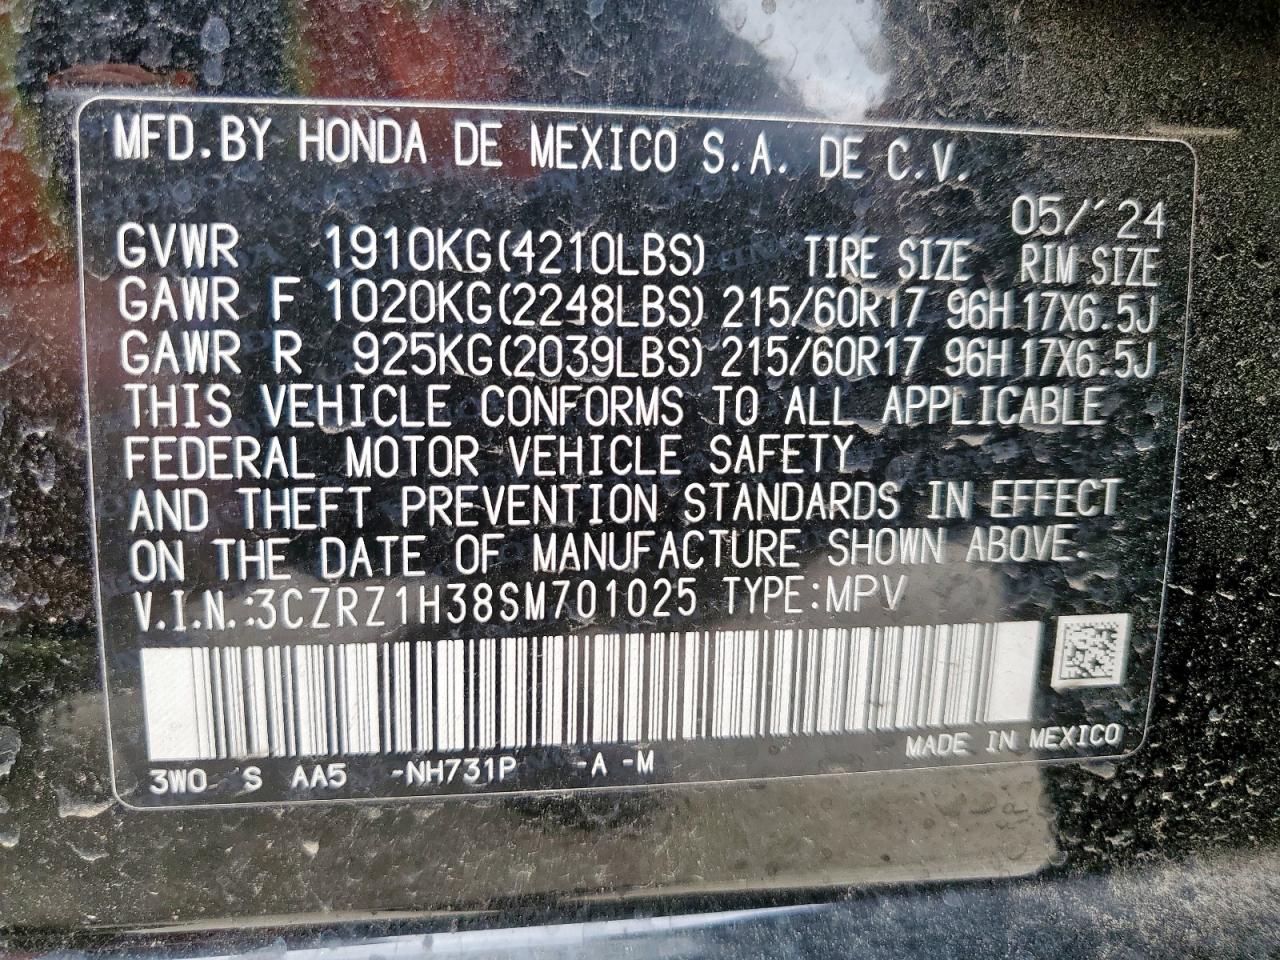 MFD.BY HONDA DE MEXICO S.A. DE C.V.
05/'24
GVWR 1910KG(4210LBS) TIRE SIZE RIM SIZE
GAWR F 1020KG(2248LBS) 215/60R17 96H 17X6.5J
GAWR R 925KG(2039LBS) 215/60R17 96H 17X6.5J
THIS VEHICLE CONFORMS TO ALL APPLICABLE
FEDERAL MOTOR VEHICLE SAFETY
AND THEFT PREVENTION STANDARDS IN EFFECT
ON THE DATE OF MANUFACTURE SHOWN ABOVE.
V.I.N.:3CZRZ1H38SM701025 TYPE:MPV
MADE IN MEXICO
3W0 S AA5 -NH731P -A -M